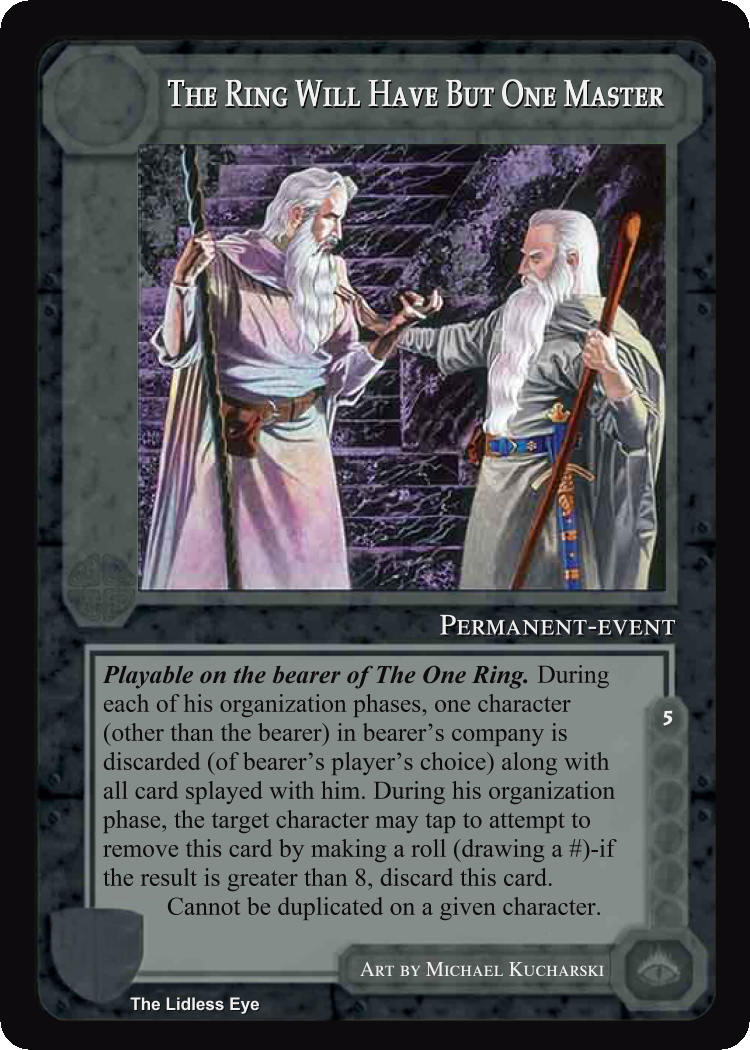 The Ring Will Have But One Master
Permanent-event
Playable on the bearer of The One Ring. During
each of his organization phases, one character
(other than the bearer) in bearer's company is
discarded (of bearer's player's choice) along with
all card splayed with him. During his organization
phase, the target character may tap to attempt to
remove this card by making a roll (drawing a #)-if
the result is greater than 8, discard this card.
Cannot be duplicated on a given character.
5
Art by Michael Kucharski
The Lidless Eye